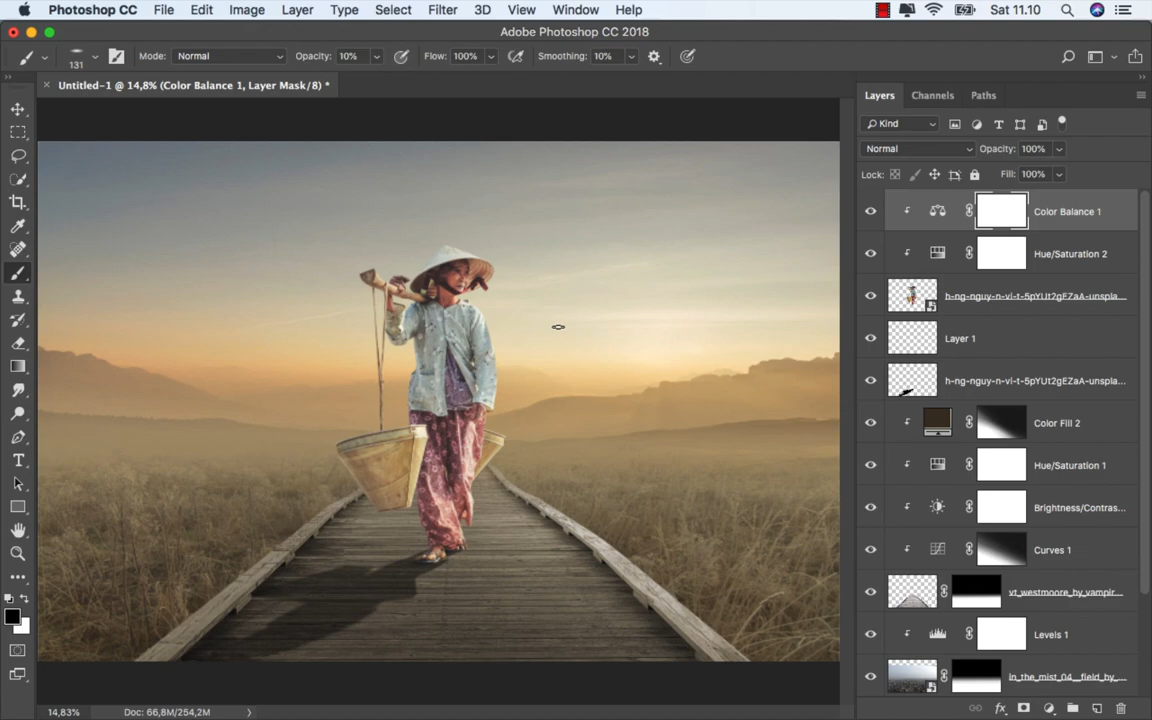 Photoshop CC File Edit Image Layer Type Select Filter 3D View Window Help Sat 11.10
Adobe Photoshop CC 2018
131 Mode: Normal Opacity: 10% Flow: 100% Smoothing: 10%
Untitled-1 @ 14,8% (Color Balance 1, Layer Mask/8) *
Layers Channels Paths
Kind
Normal Opacity: 100%
Lock: Fill: 100%
Color Balance 1
Hue/Saturation 2
h-ng-nguy-n-vi-t-5pYUt2gEZaA-unspla...
Layer 1
h-ng-nguy-n-vi-t-5pYUt2gEZaA-unspla...
Color Fill 2
Hue/Saturation 1
Brightness/Contras...
Curves 1
vt_westmoore_by_vampir...
Levels 1
in_the_mist_04__field_by_...
14,83% Doc: 66,8M/254,2M